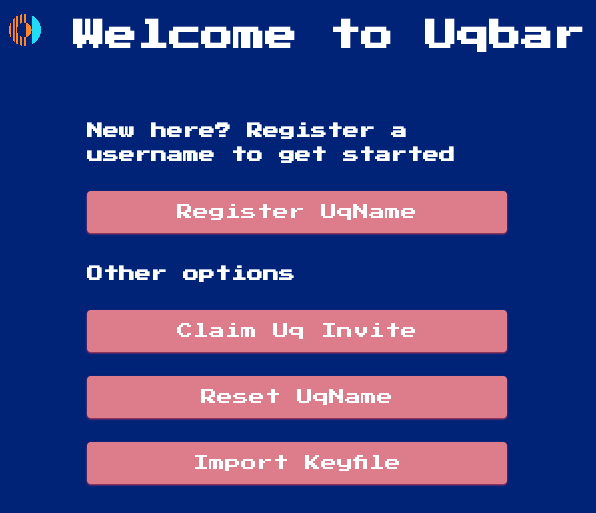 Welcome to Uqbar
New here? Register a
username to get started
Register UqName
Other options
Claim Uq Invite
Reset UqName
Import Keyfile